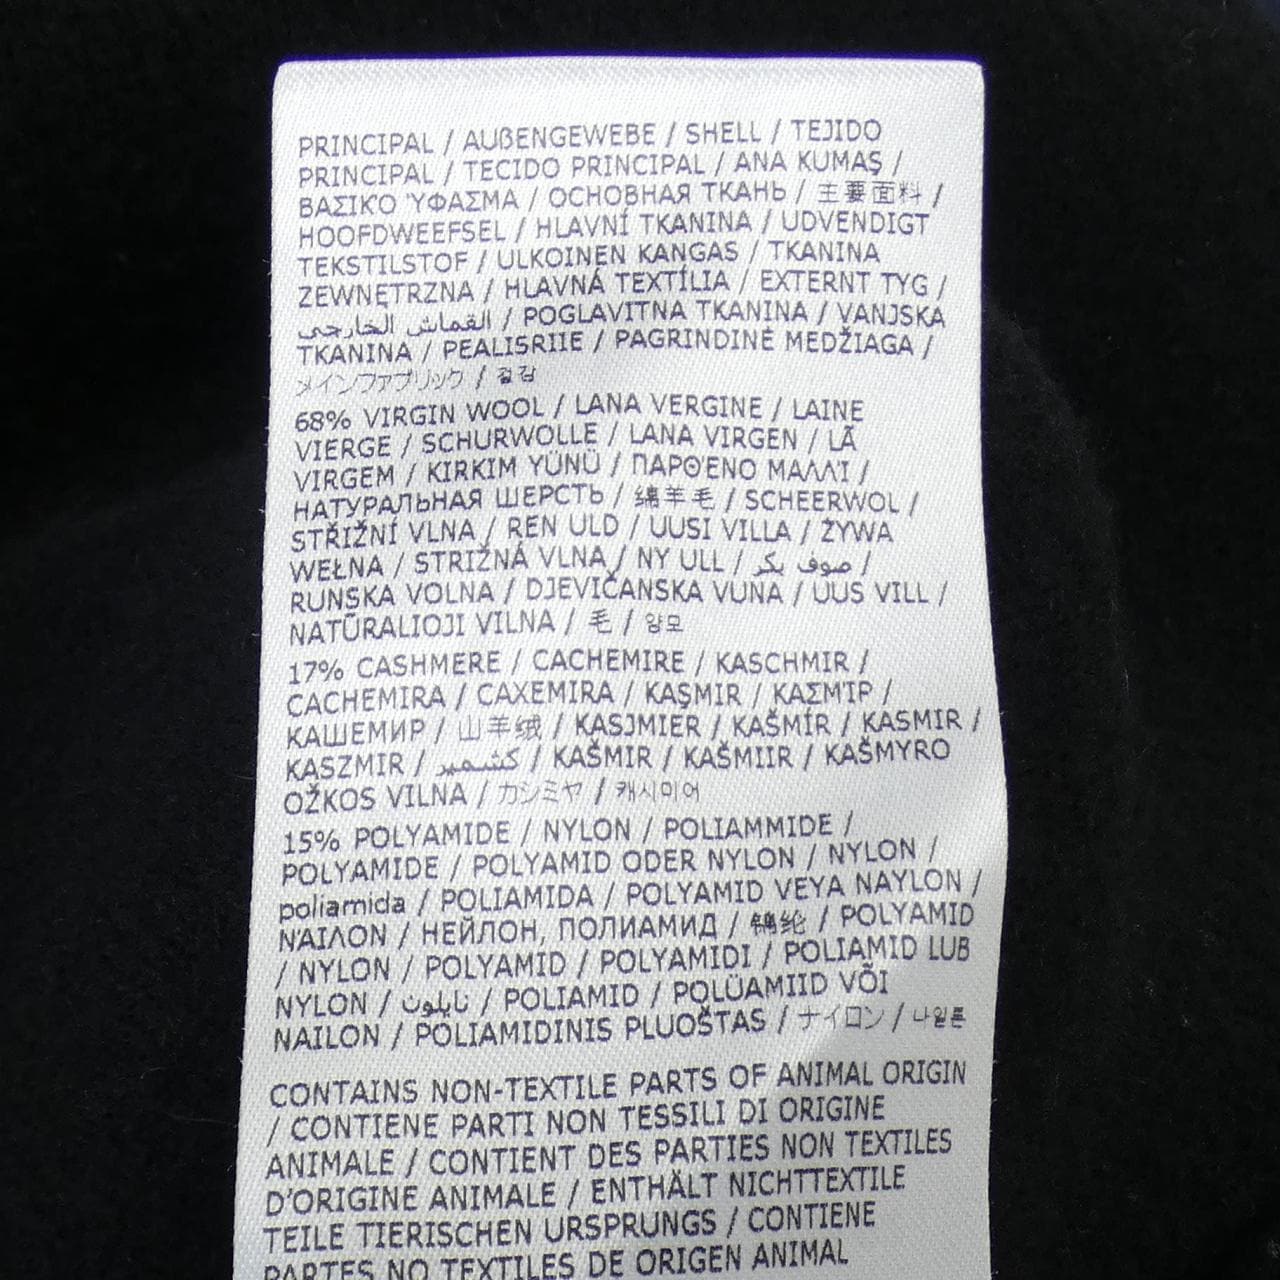 PRINCIPAL / AUßENGEWEBE / SHELL / TEJIDO
PRINCIPAL / TECIDO PRINCIPAL / ANA KUMAŞ /
ΒΑΣΙΚΟ ΎΦΑΣΜΑ / ОСНОВНАЯ ТКАНЬ / 主要面料 /
HOOFDWEEFSEL / HLAVNÍ TKANINA / UDVENDIGT
TEKSTILSTOF / ULKOINEN KANGAS / TKANINA
ZEWNĘTRZNA / HLAVNÁ TEXTÍLIA / EXTERNT TYG /
القماش الخارجي / POGLAVITNA TKANINA / VANJSKA
TKANINA / PEALISRIIE / PAGRINDINĖ MEDŽIAGA /
メインファブリック / 겉감
68% VIRGIN WOOL / LANA VERGINE / LAINE
VIERGE / SCHURWOLLE / LANA VIRGEN / LÃ
VIRGEM / KIRKIM YÜNÜ / ΠΑΡΘΈΝΟ ΜΑΛΛΊ /
НАТУРАЛЬНАЯ ШЕРСТЬ / 绵羊毛 / SCHEERWOL /
STŘIŽNÍ VLNA / REN ULD / UUSI VILLA / ŻYWA
WEŁNA / STRIŽNÁ VLNA / NY ULL / صوف بكر /
RUNSKA VOLNA / DJEVIČANSKA VUNA / UUS VILL /
NATŪRALIOJI VILNA / 毛 / 양모
17% CASHMERE / CACHEMIRE / KASCHMIR /
CACHEMIRA / CAXEMIRA / KAŞMIR / ΚΑΣΜΊΡ /
КАШЕМИР / 山羊绒 / KASJMIER / KAŠMÍR / KASMIR /
KASZMIR / كشمير / KAŠMIR / KAŠMIIR / KAŠMYRO
OŽKOS VILNA / カシミヤ / 캐시미어
15% POLYAMIDE / NYLON / POLIAMMIDE /
POLYAMIDE / POLYAMID ODER NYLON / NYLON /
poliamida / POLIAMIDA / POLYAMID VEYA NAYLON /
ΝΆΙΛΟΝ / НЕЙЛОН, ПОЛИАМИД / 锦纶 / POLYAMID
/ NYLON / POLYAMID / POLYAMIDI / POLIAMID LUB
NYLON / نايلون / POLIAMID / POLÜAMIID VÕI
NAILON / POLIAMIDINIS PLUOŠTAS / ナイロン / 나일론
CONTAINS NON-TEXTILE PARTS OF ANIMAL ORIGIN
/ CONTIENE PARTI NON TESSILI DI ORIGINE
ANIMALE / CONTIENT DES PARTIES NON TEXTILES
D'ORIGINE ANIMALE / ENTHÄLT NICHTTEXTILE
TEILE TIERISCHEN URSPRUNGS / CONTIENE
PARTES NO TEXTILES DE ORIGEN ANIMAL